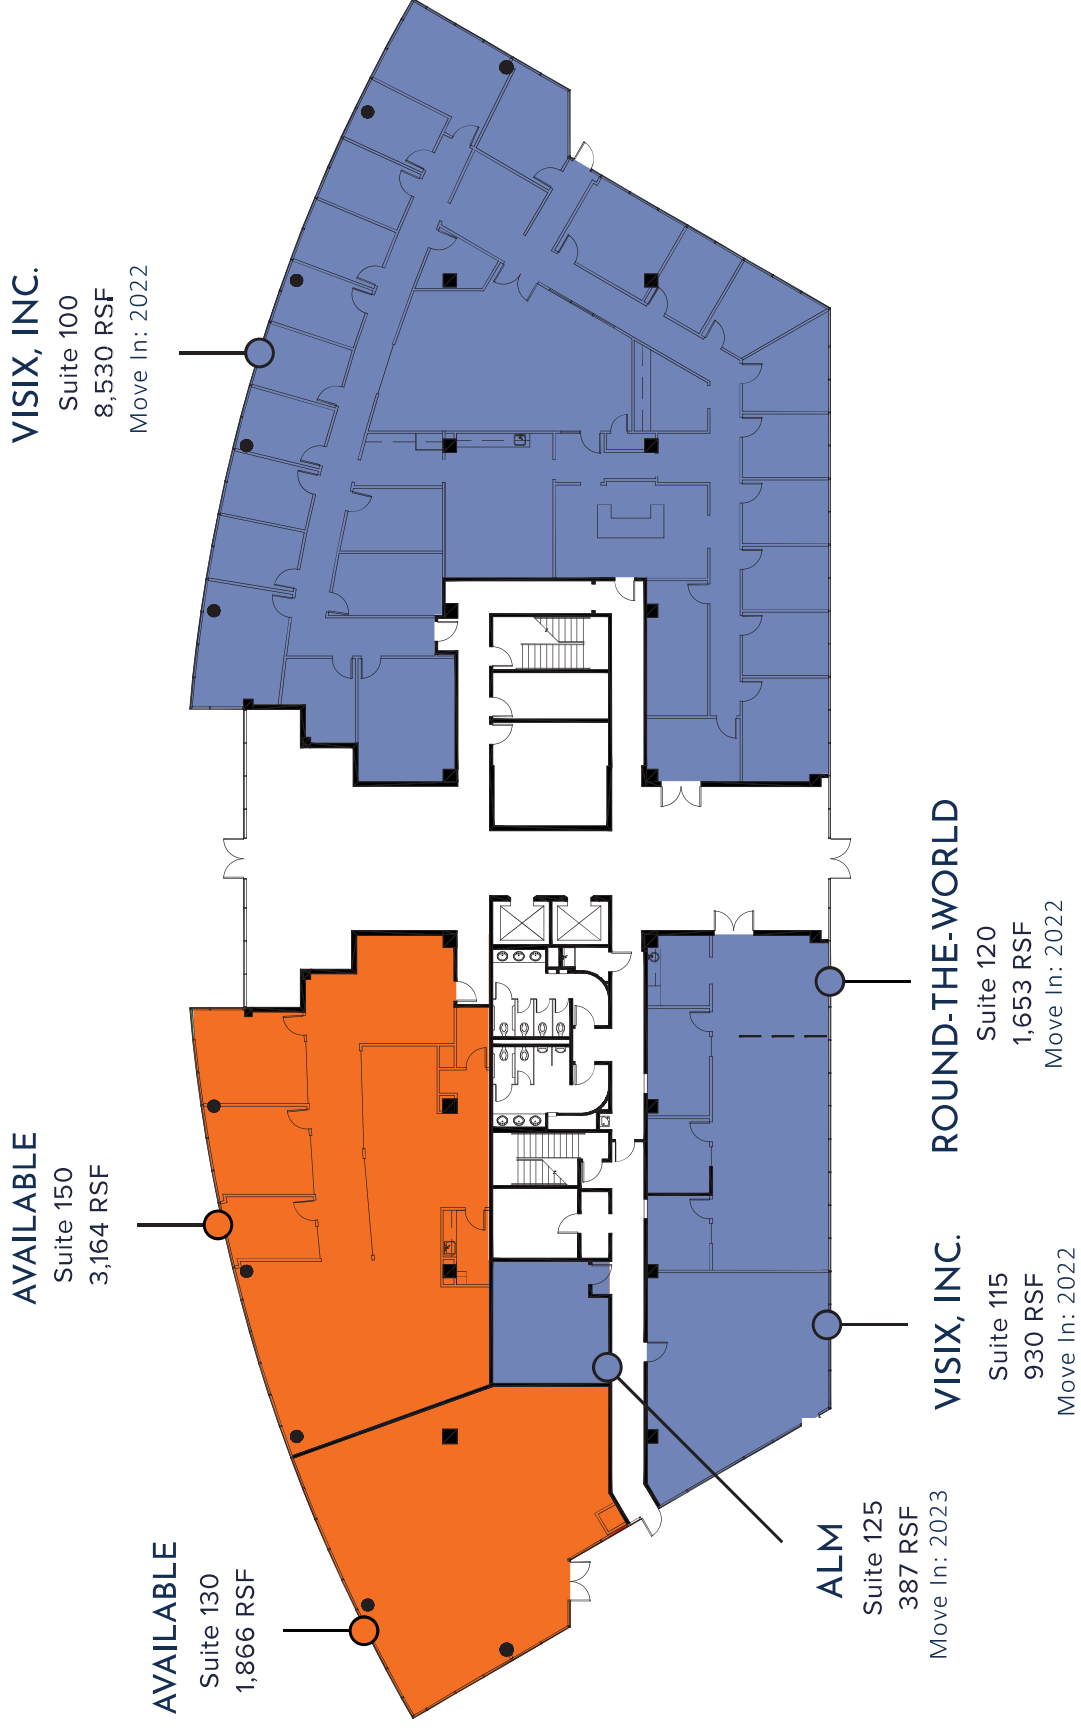 AVAILABLE
Suite 130
1,866 RSF
AVAILABLE
Suite 150
3,164 RSF
VISIX, INC.
Suite 100
8,530 RSF
Move In: 2022
ALM
Suite 125
387 RSF
Move In: 2023
VISIX, INC.
Suite 115
930 RSF
Move In: 2022
ROUND-THE-WORLD
Suite 120
1,653 RSF
Move In: 2022